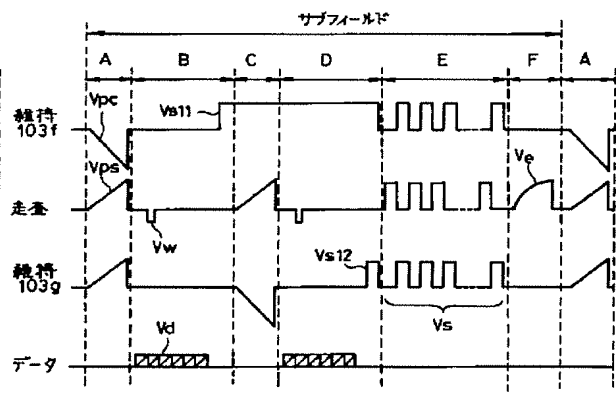 サブフィールド
A B C D E F A
維持
103f
Vpc
Vs11
Vps
Ve
走査
Vw
維持
103g
Vs12
Vs
Vd
データ